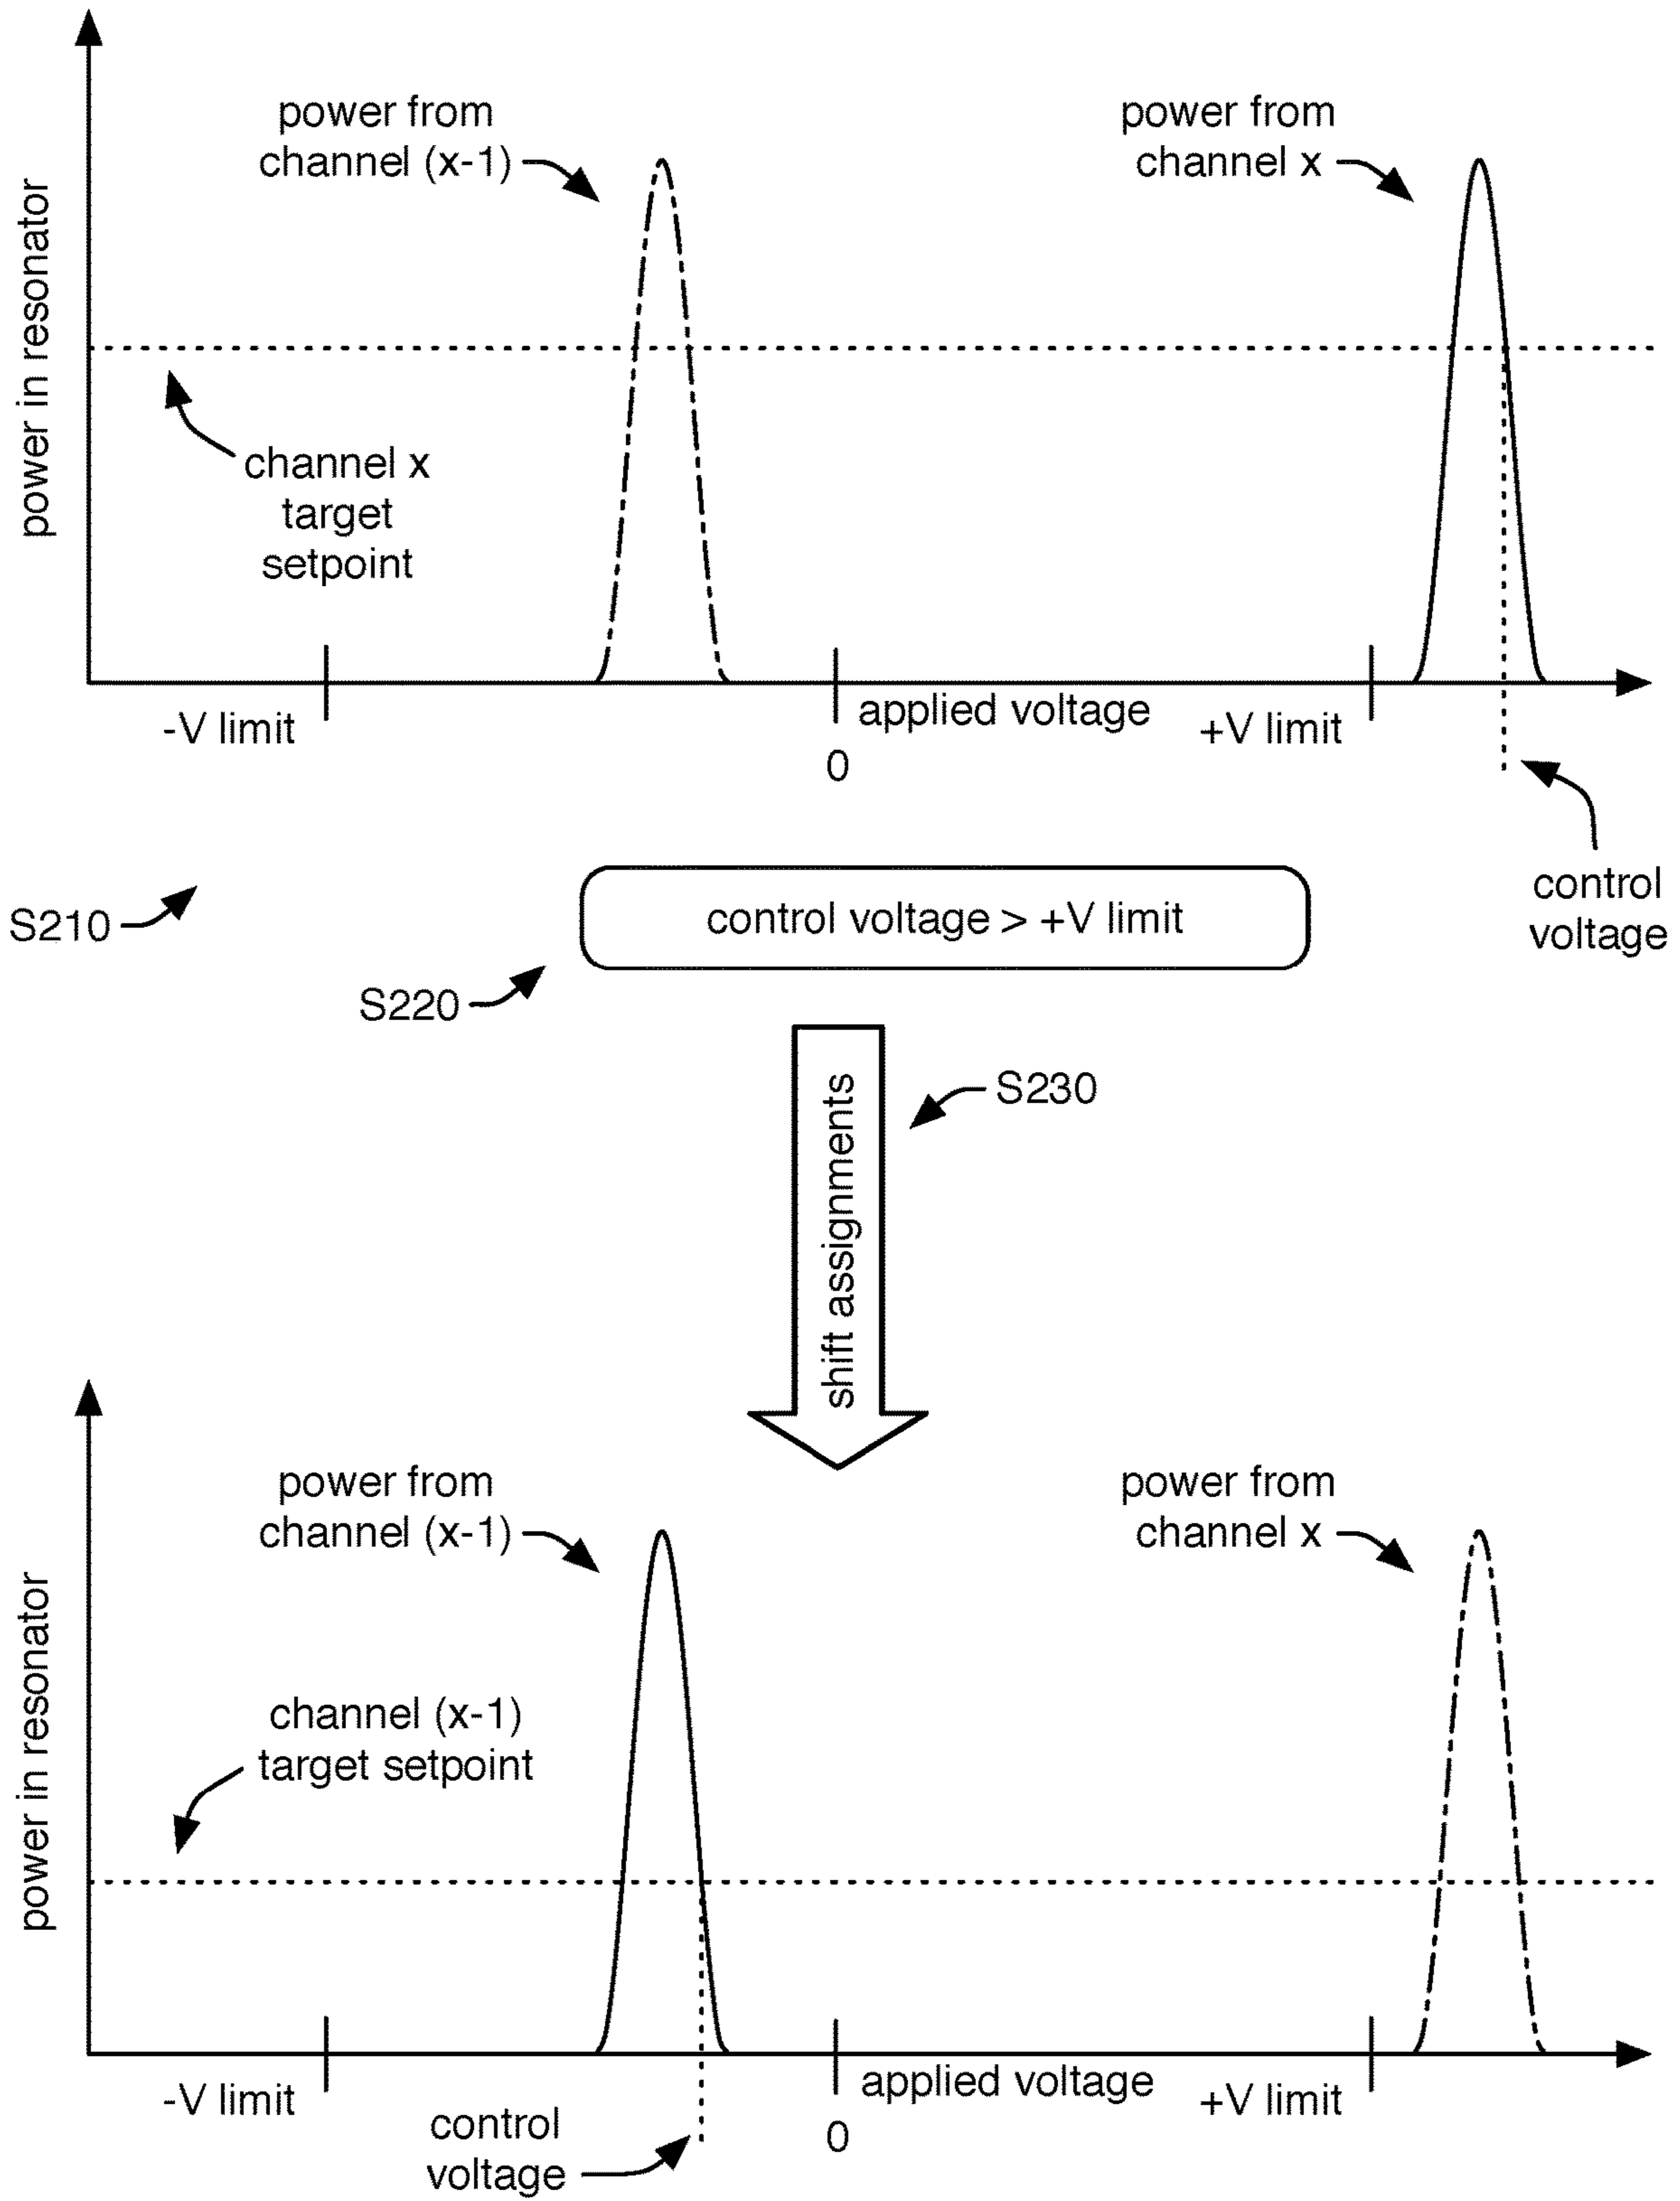 power from
channel (x-1)
power from
channel x
power in resonator
channel x
target
setpoint
-V limit
applied voltage
+V limit
0
control
voltage
S210
control voltage > +V limit
S220
S230
shift assignments
power from
channel (x-1)
power from
channel x
power in resonator
channel (x-1)
target setpoint
-V limit
applied voltage
+V limit
control
voltage
0